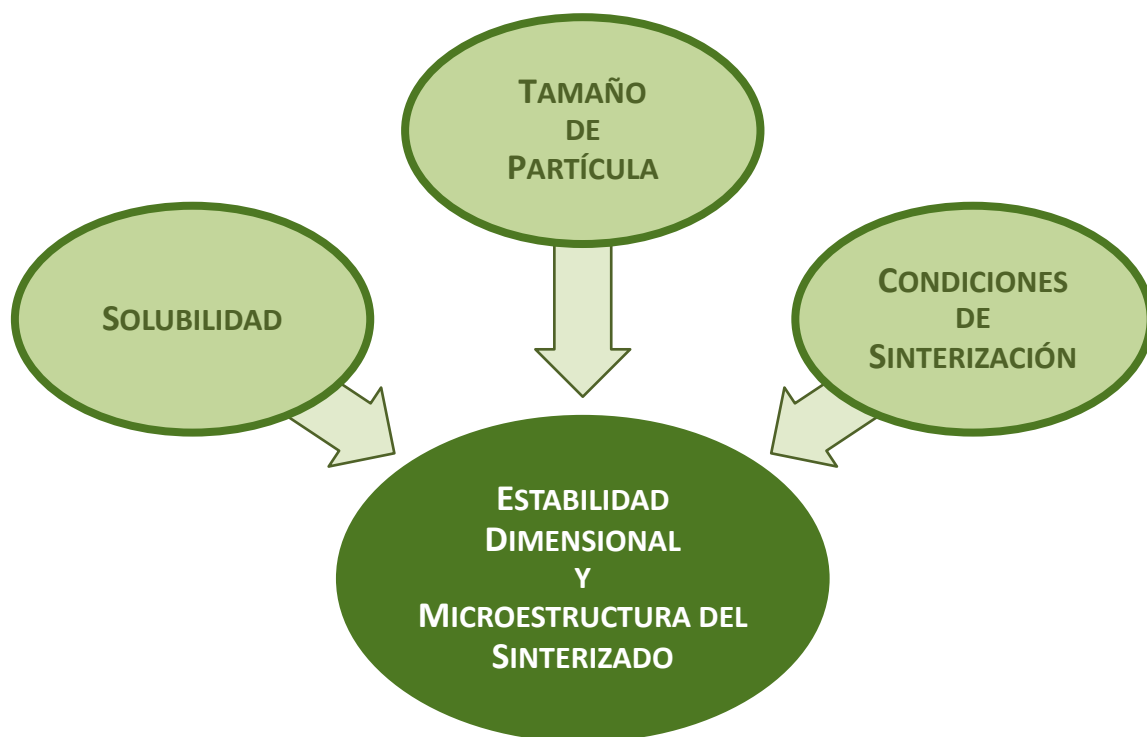 TAMAÑO
DE
PARTÍCULA
SOLUBILIDAD
CONDICIONES
DE
SINTERIZACIÓN
ESTABILIDAD
DIMENSIONAL
Y
MICROESTRUCTURA DEL
SINTERIZADO